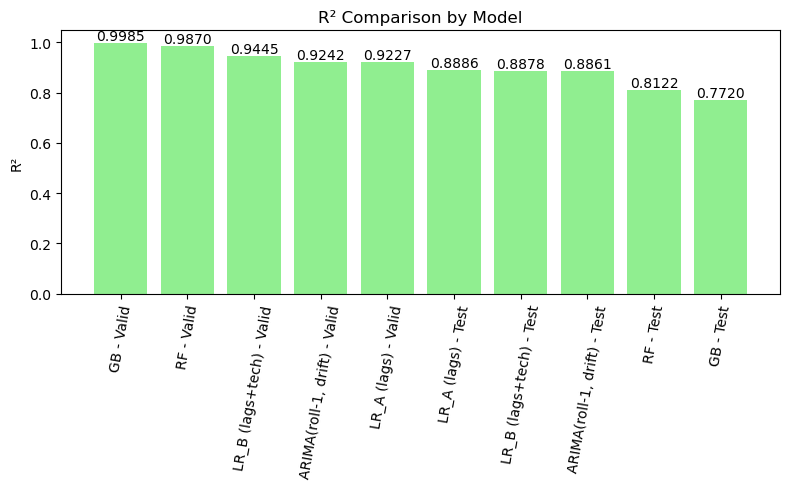 R² Comparison by Model
R²
1.0
0.8
0.6
0.4
0.2
0.0
0.9985
0.9870
0.9445
0.9242
0.9227
0.8886
0.8878
0.8861
0.8122
0.7720
GB - Valid
RF - Valid
LR_B (lags+tech) - Valid
ARIMA(roll-1, drift) - Valid
LR_A (lags) - Valid
LR_A (lags) - Test
LR_B (lags+tech) - Test
ARIMA(roll-1, drift) - Test
RF - Test
GB - Test